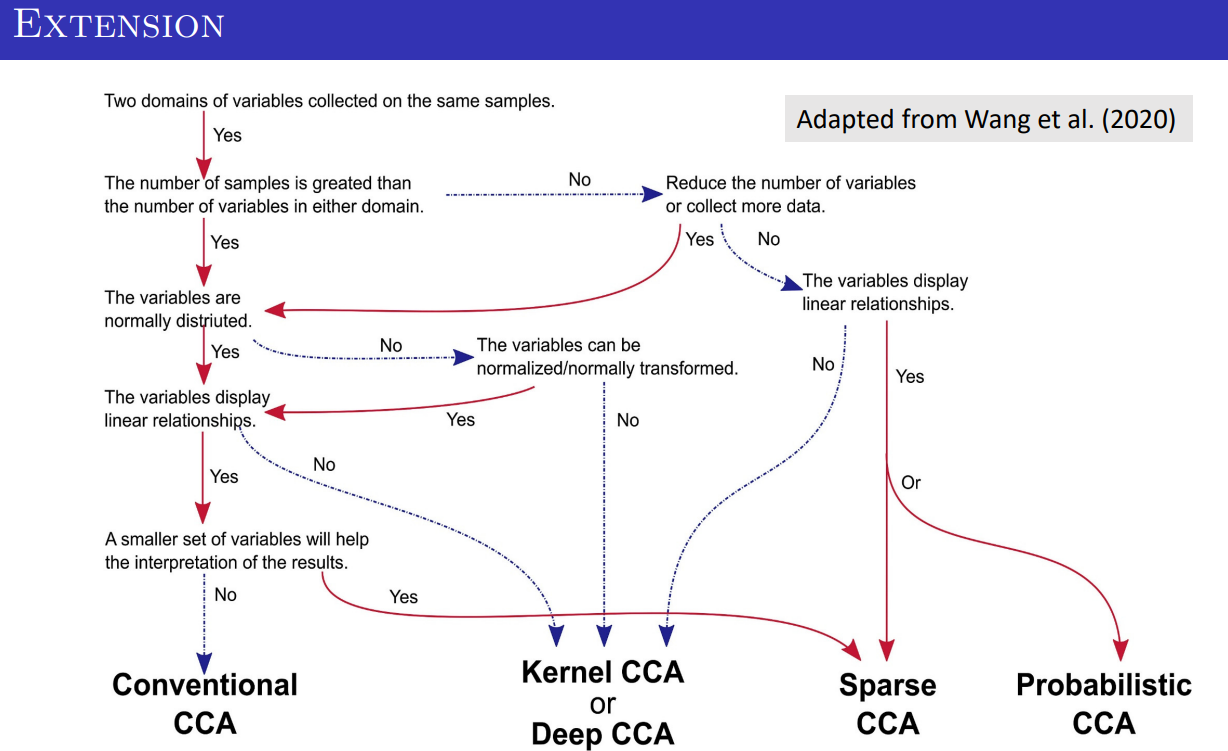 EXTENSION
Two domains of variables collected on the same samples.
Adapted from Wang et al. (2020)
Yes
The number of samples is greated than
the number of variables in either domain.
No
Reduce the number of variables
or collect more data.
Yes
Yes
No
The variables display
linear relationships.
The variables are
normally distriuted.
Yes
No
The variables can be
normalized/normally transformed.
No
Yes
The variables display
linear relationships.
Yes
No
Yes
No
Or
A smaller set of variables will help
the interpretation of the results.
No
Yes
Conventional
CCA
Kernel CCA
or
Deep CCA
Sparse
CCA
Probabilistic
CCA